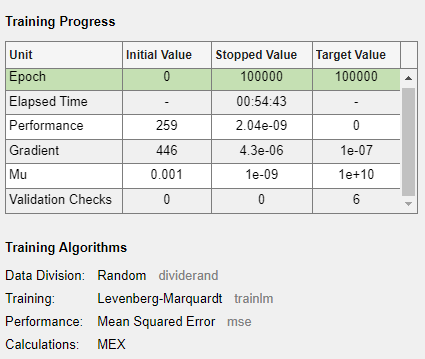 Training Progress
Unit Initial Value Stopped Value Target Value
Epoch 0 100000 100000
Elapsed Time - 00:54:43 -
Performance 259 2.04e-09 0
Gradient 446 4.3e-06 1e-07
Mu 0.001 1e-09 1e+10
Validation Checks 0 0 6
Training Algorithms
Data Division: Random dividerand
Training: Levenberg-Marquardt trainlm
Performance: Mean Squared Error mse
Calculations: MEX